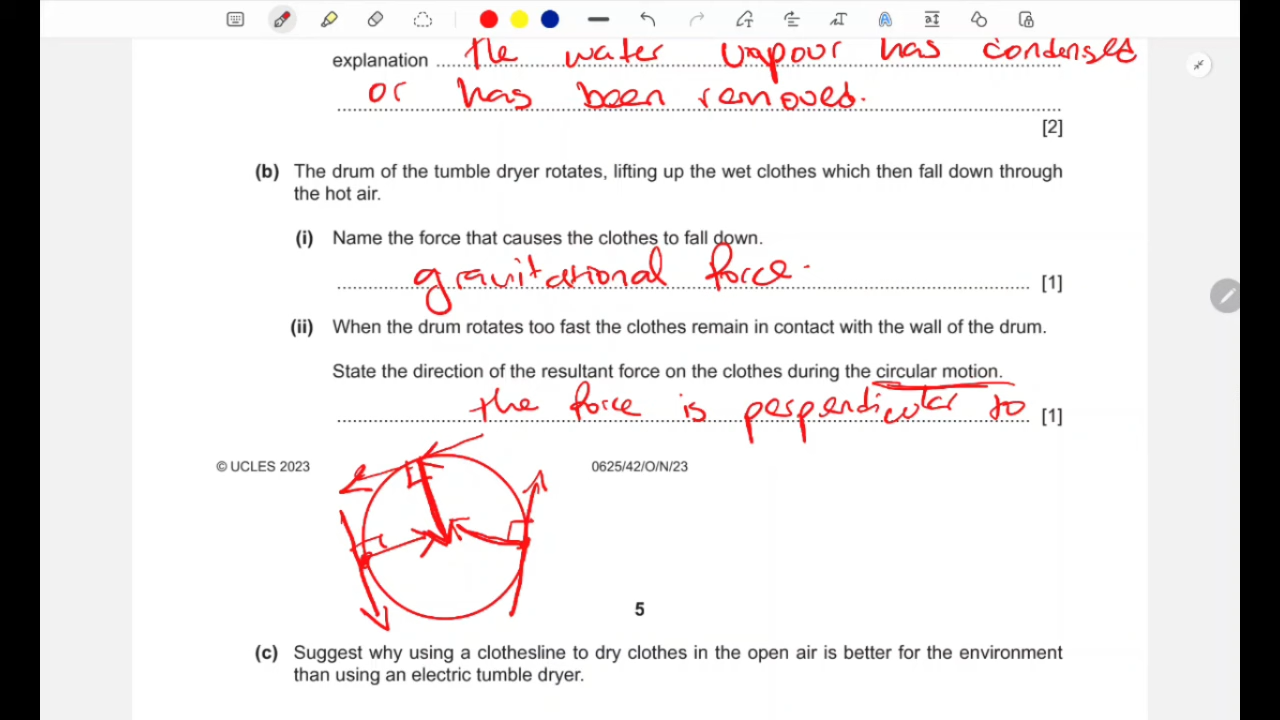 explanation the water vapour has condensed
or has been removed.
[2]
(b) The drum of the tumble dryer rotates, lifting up the wet clothes which then fall down through
the hot air.
(i) Name the force that causes the clothes to fall down.
gravitational force. [1]
(ii) When the drum rotates too fast the clothes remain in contact with the wall of the drum.
State the direction of the resultant force on the clothes during the circular motion.
the force is perpendicular to [1]
© UCLES 2023 0625/42/O/N/23
5
(c) Suggest why using a clothesline to dry clothes in the open air is better for the environment
than using an electric tumble dryer.